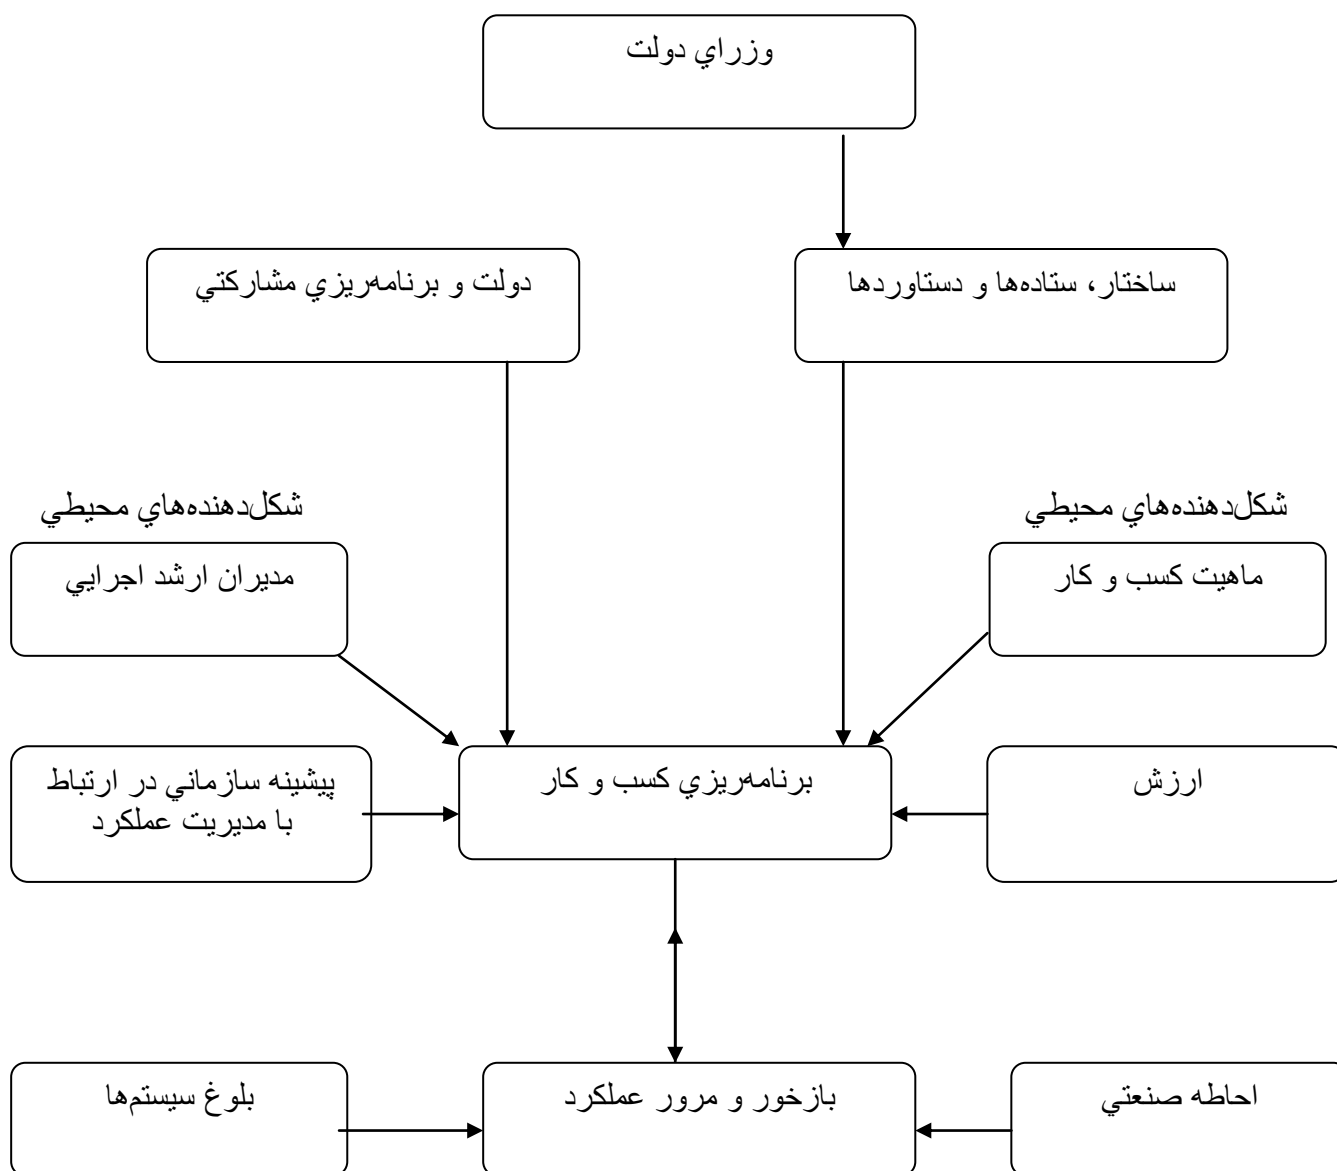 وزراي دولت
ساختار، ستاده‌ها و دستاوردها
دولت و برنامه‌ريزي مشاركتي
شكل‌دهنده‌هاي محيطي
شكل‌دهنده‌هاي محيطي
ماهيت كسب و كار
مديران ارشد اجرايي
ارزش
برنامه‌ريزي كسب و كار
پيشينه سازماني در ارتباط
با مديريت عملكرد
احاطه صنعتي
بازخور و مرور عملكرد
بلوغ سيستم‌ها